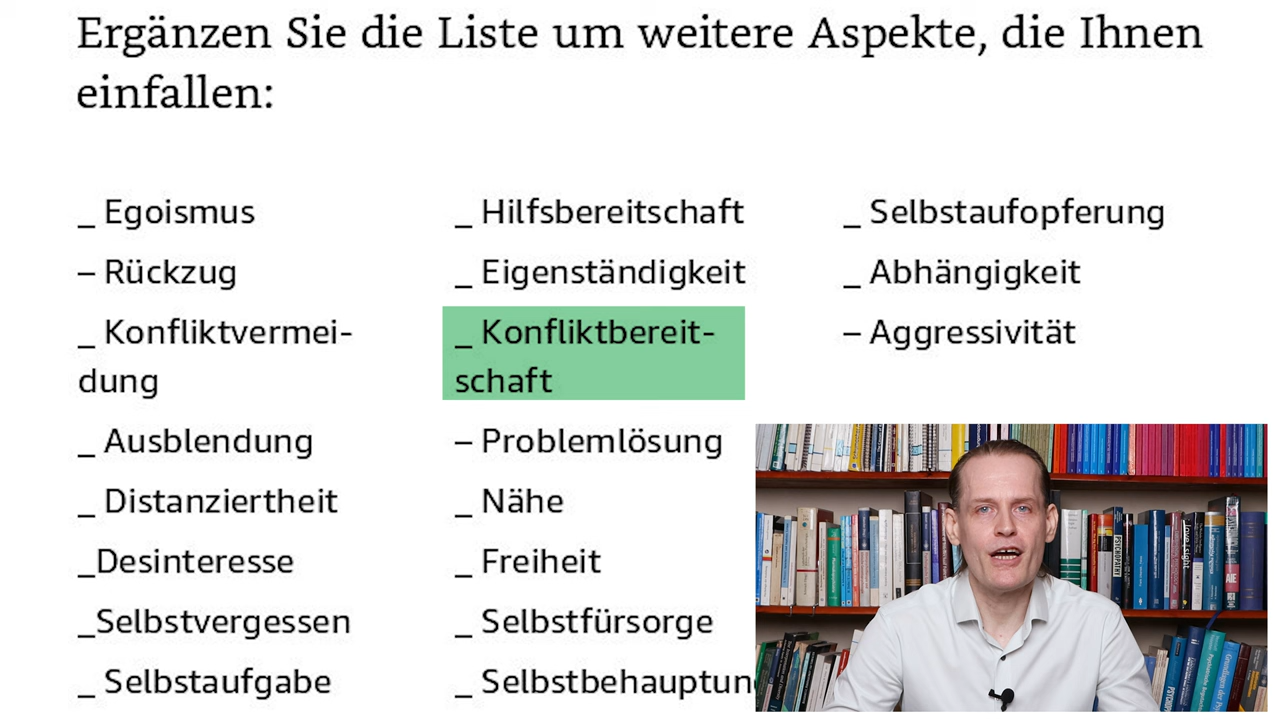 Ergänzen Sie die Liste um weitere Aspekte, die Ihnen
einfallen:
_ Egoismus
– Rückzug
_ Konfliktvermei-
dung
_ Ausblendung
_ Distanziertheit
_Desinteresse
_Selbstvergessen
_ Selbstaufgabe
_ Hilfsbereitschaft
_ Eigenständigkeit
_ Konfliktbereit-
schaft
– Problemlösung
_ Nähe
_ Freiheit
_ Selbstfürsorge
_ Selbstbehauptun
_ Selbstaufopferung
_ Abhängigkeit
– Aggressivität